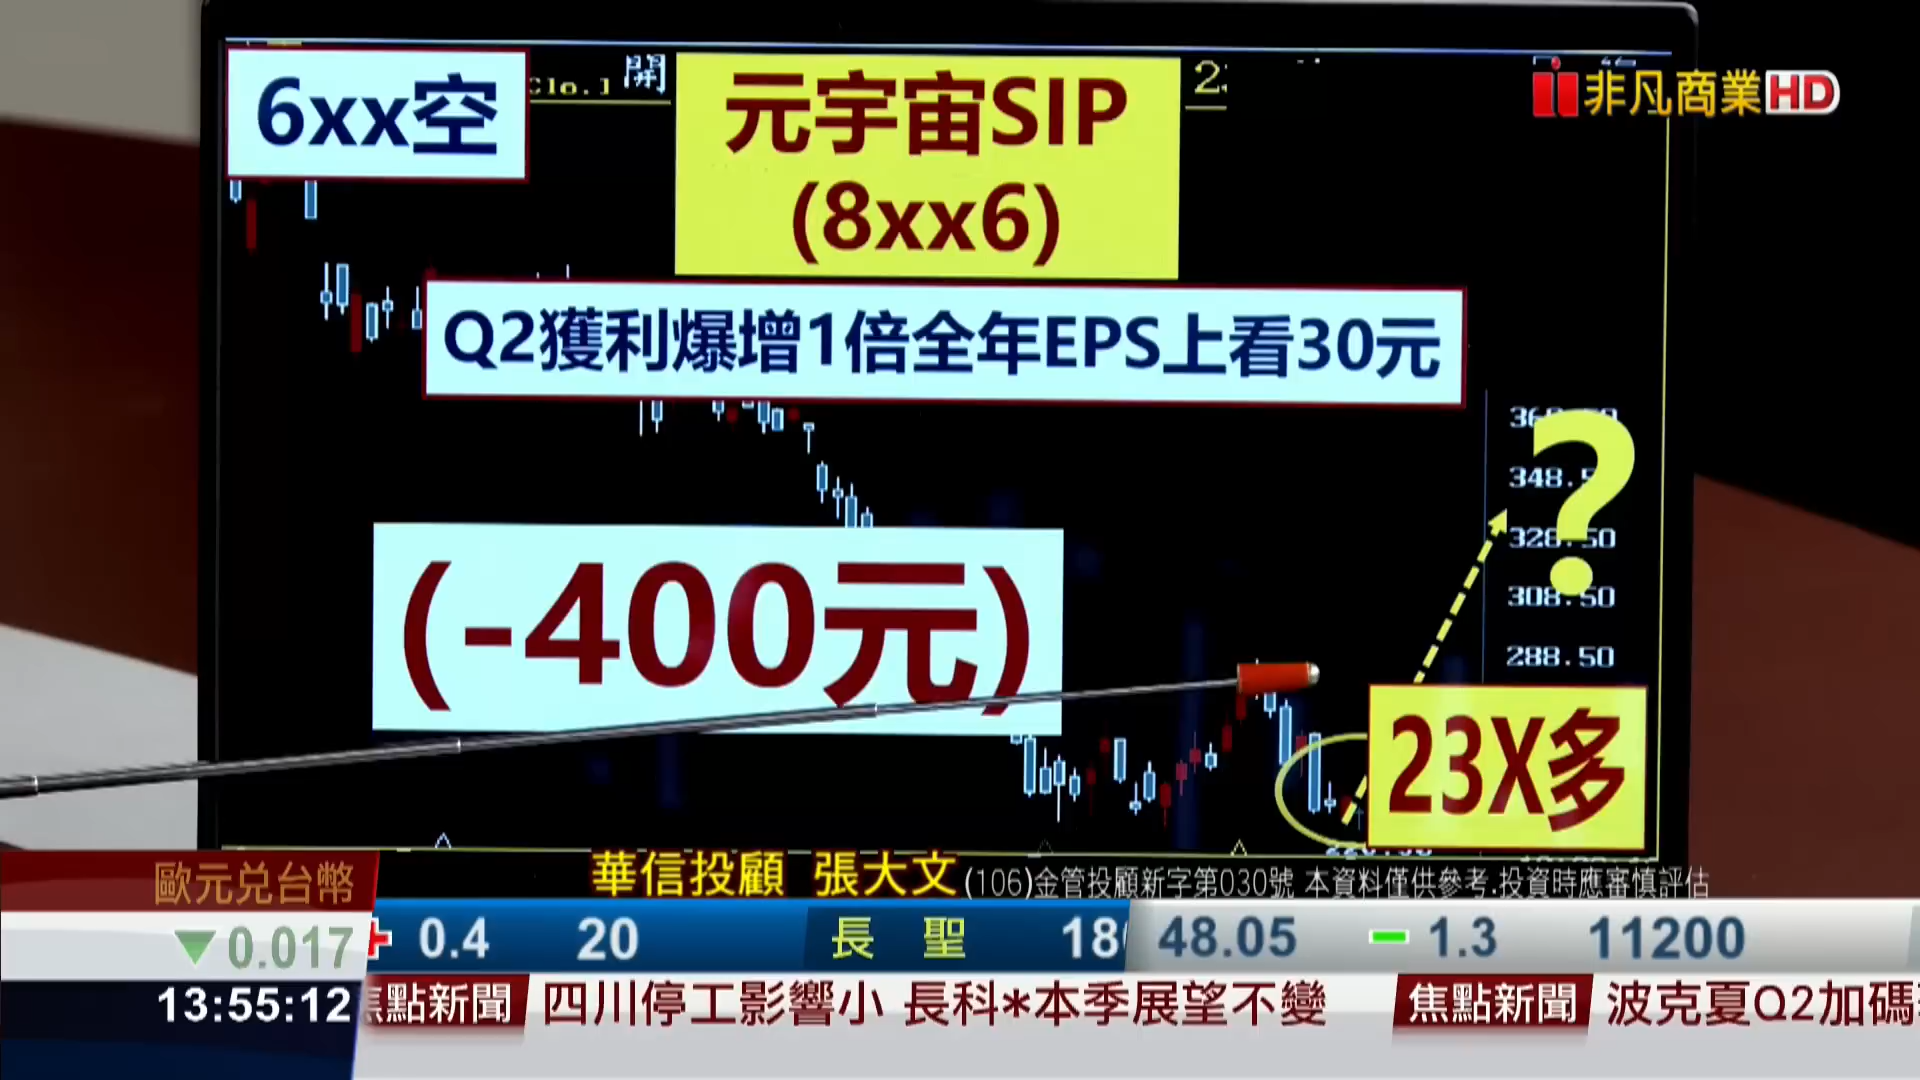 6xx空
Clo.]
開
元宇宙SIP
(8xx6)
非凡商業HD
Q2獲利爆增1倍全年EPS上看30元
?
348.5
328.50
308.50
288.50
(-400元)
23X多
華信投顧 張大文 (106)金管投顧新字第030號 本資料僅供參考.投資時應審慎評估
歐元兑台幣
▼0.017
0.4 20 長 聖 48.05 1.3 11200
13:55:12
焦點新聞 四川停工影響小 長科*本季展望不變 焦點新聞 波克夏Q2加碼